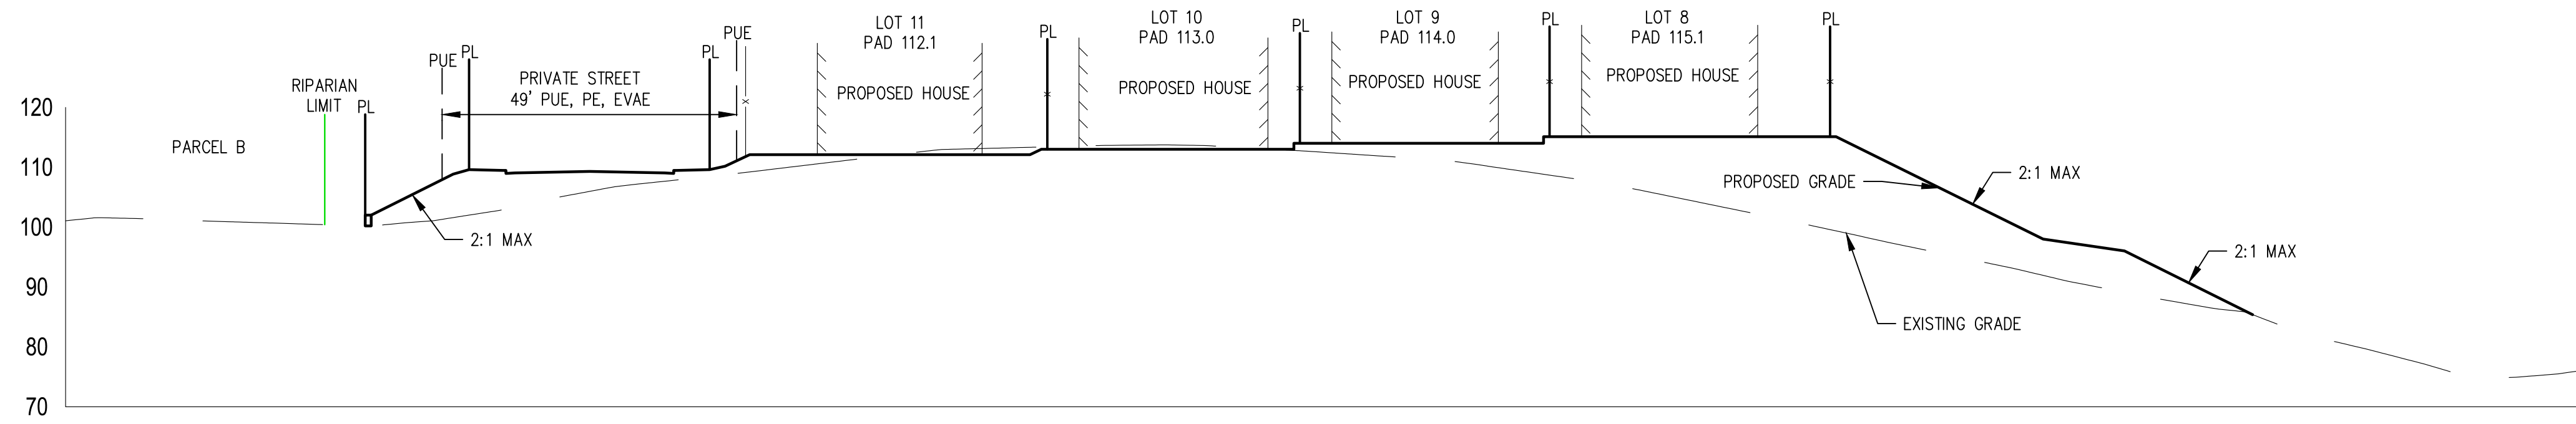 LOT 11
PAD 112.1
LOT 10
PAD 113.0
LOT 9
PAD 114.0
LOT 8
PAD 115.1
PUE
PL
PL
PUE
PL
PL
PL
PL
PRIVATE STREET
49' PUE, PE, EVAE
RIPARIAN
LIMIT
PL
PROPOSED HOUSE
PROPOSED HOUSE
PROPOSED HOUSE
PROPOSED HOUSE
PARCEL B
2:1 MAX
PROPOSED GRADE
2:1 MAX
2:1 MAX
EXISTING GRADE
120
110
100
90
80
70